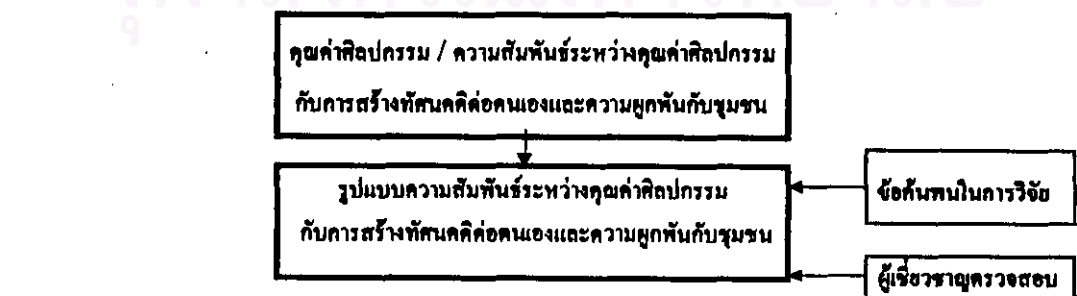 คุณค่าศิลปกรรม / ความสัมพันธ์ระหว่างคุณค่าศิลปกรรม
กับการสร้างทัศนคติต่อตนเองและความผูกพันกับชุมชน
รูปแบบความสัมพันธ์ระหว่างคุณค่าศิลปกรรม
กับการสร้างทัศนคติต่อตนเองและความผูกพันกับชุมชน
ข้อค้นพบในการวิจัย
ผู้เชี่ยวชาญตรวจสอบ